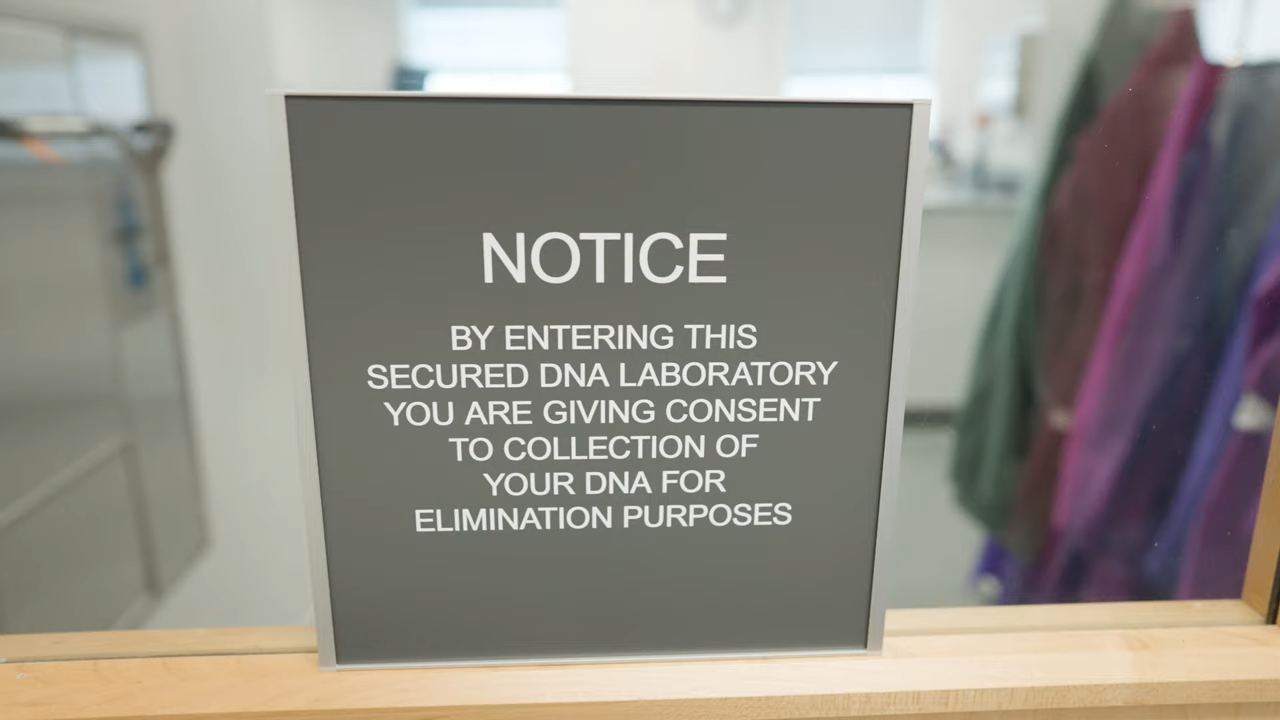 NOTICE
BY ENTERING THIS
SECURED DNA LABORATORY
YOU ARE GIVING CONSENT
TO COLLECTION OF
YOUR DNA FOR
ELIMINATION PURPOSES